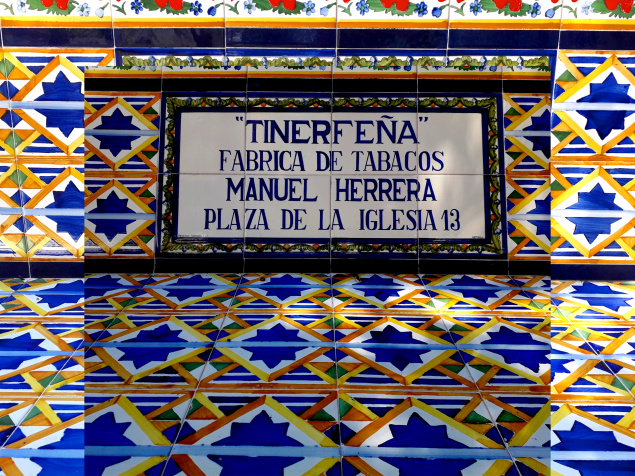 "TINERFEÑA"
FABRICA DE TABACOS
MANUEL HERRERA
PLAZA DE LA IGLESIA 13